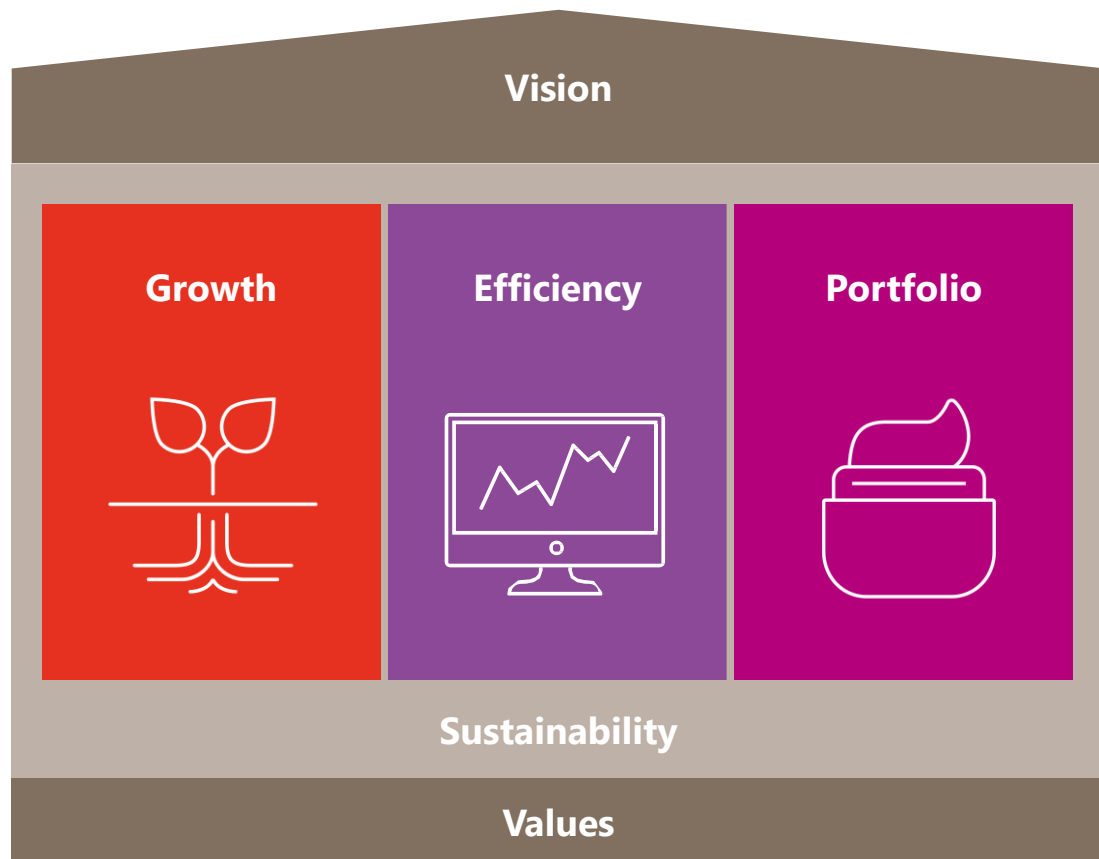 Vision
Growth
Efficiency
Portfolio
Sustainability
Values